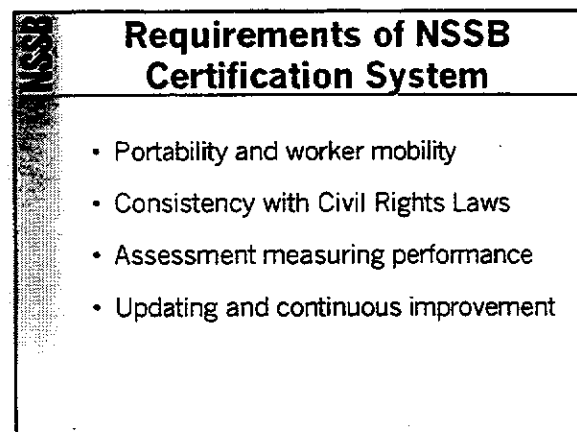 NSSB
Requirements of NSSB
Certification System
• Portability and worker mobility
• Consistency with Civil Rights Laws
• Assessment measuring performance
• Updating and continuous improvement